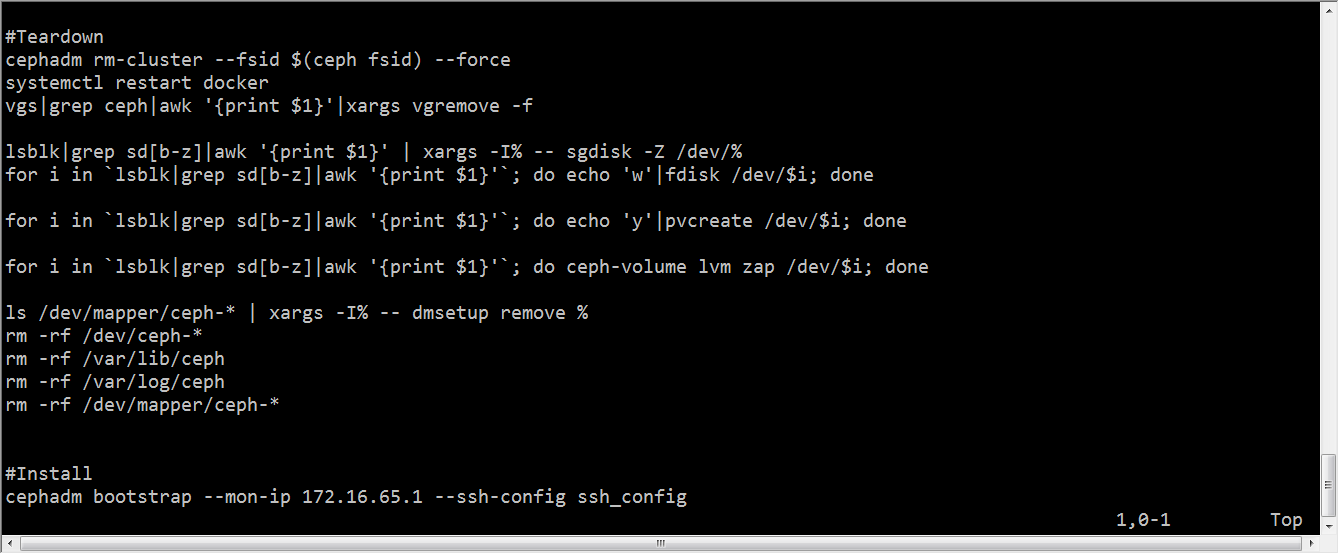 #Teardown
cephadm rm-cluster --fsid $(ceph fsid) --force
systemctl restart docker
vgs|grep ceph|awk '{print $1}'|xargs vgremove -f
lsblk|grep sd[b-z]|awk '{print $1}' | xargs -I% -- sgdisk -Z /dev/%
for i in `lsblk|grep sd[b-z]|awk '{print $1}'`; do echo 'w'|fdisk /dev/$i; done
for i in `lsblk|grep sd[b-z]|awk '{print $1}'`; do echo 'y'|pvcreate /dev/$i; done
for i in `lsblk|grep sd[b-z]|awk '{print $1}'`; do ceph-volume lvm zap /dev/$i; done
ls /dev/mapper/ceph-* | xargs -I% -- dmsetup remove %
rm -rf /dev/ceph-*
rm -rf /var/lib/ceph
rm -rf /var/log/ceph
rm -rf /dev/mapper/ceph-*
#Install
cephadm bootstrap --mon-ip 172.16.65.1 --ssh-config ssh_config
1,0-1 Top